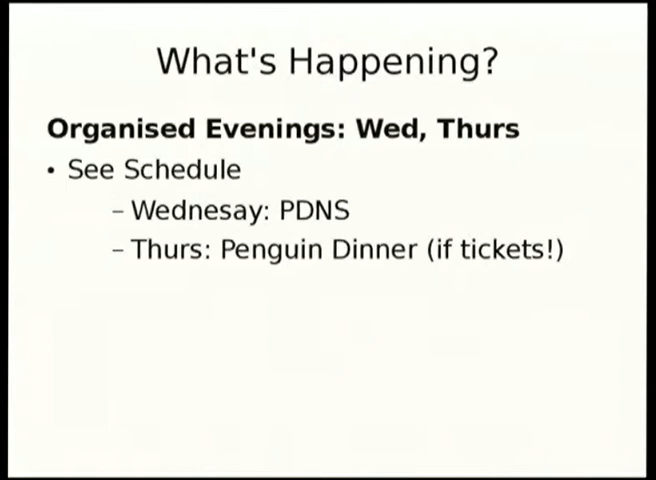 What's Happening?
Organised Evenings: Wed, Thurs
• See Schedule
– Wednesay: PDNS
– Thurs: Penguin Dinner (if tickets!)